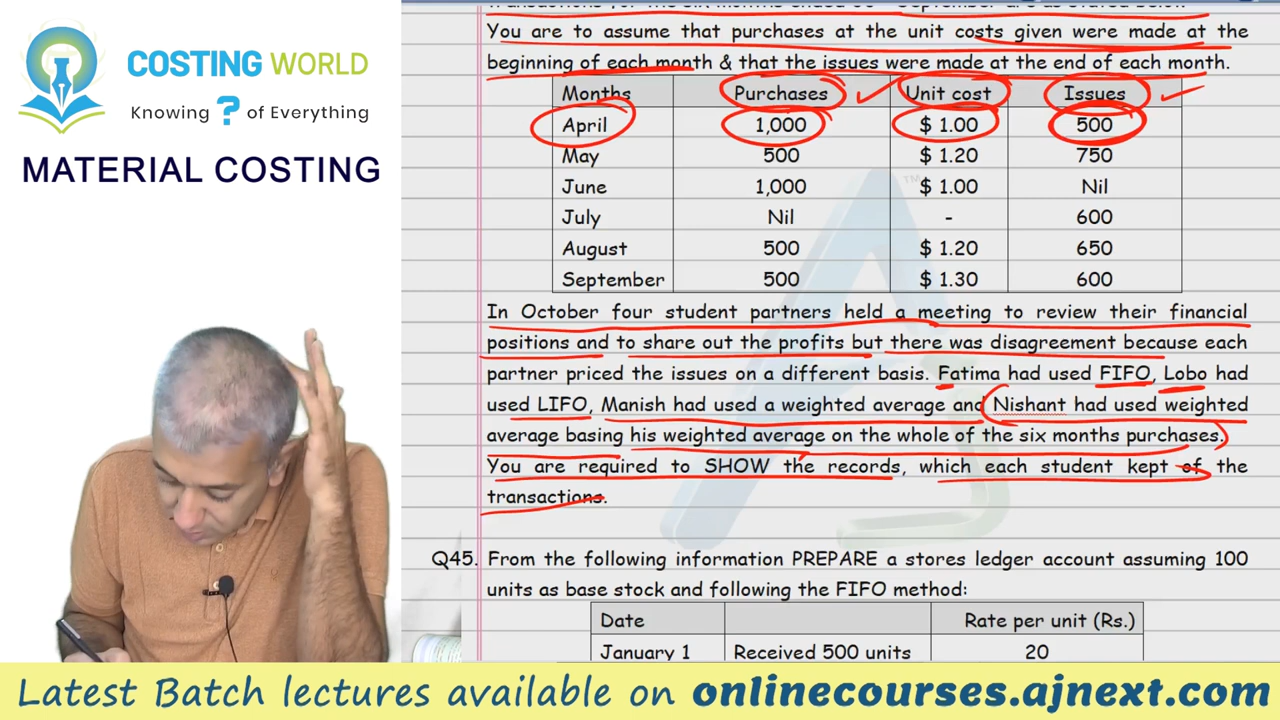 COSTING WORLD
Knowing ? of Everything
MATERIAL COSTING
You are to assume that purchases at the unit costs given were made at the
beginning of each month & that the issues were made at the end of each month.
Months Purchases Unit cost Issues
April 1,000 $ 1.00 500
May 500 $ 1.20 750
June 1,000 $ 1.00 Nil
July Nil - 600
August 500 $ 1.20 650
September 500 $ 1.30 600
In October four student partners held a meeting to review their financial
positions and to share out the profits but there was disagreement because each
partner priced the issues on a different basis. Fatima had used FIFO, Lobo had
used LIFO, Manish had used a weighted average and Nishant had used weighted
average basing his weighted average on the whole of the six months purchases.
You are required to SHOW the records, which each student kept of the
transactions.
Q45. From the following information PREPARE a stores ledger account assuming 100
units as base stock and following the FIFO method:
Date Rate per unit (Rs.)
January 1 Received 500 units 20
Latest Batch lectures available on onlinecourses.ajnext.com